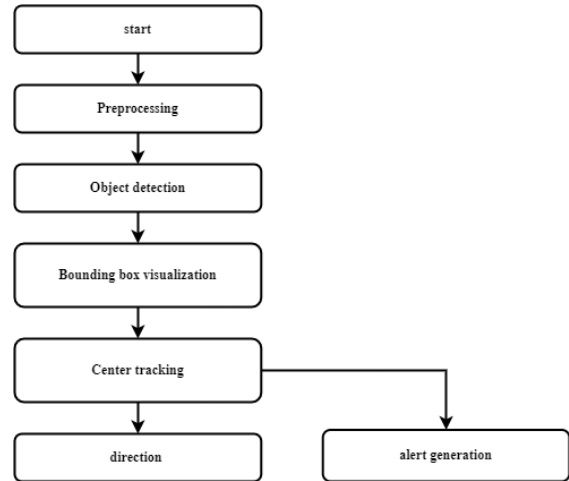 start
Preprocessing
Object detection
Bounding box visualization
Center tracking
direction
alert generation